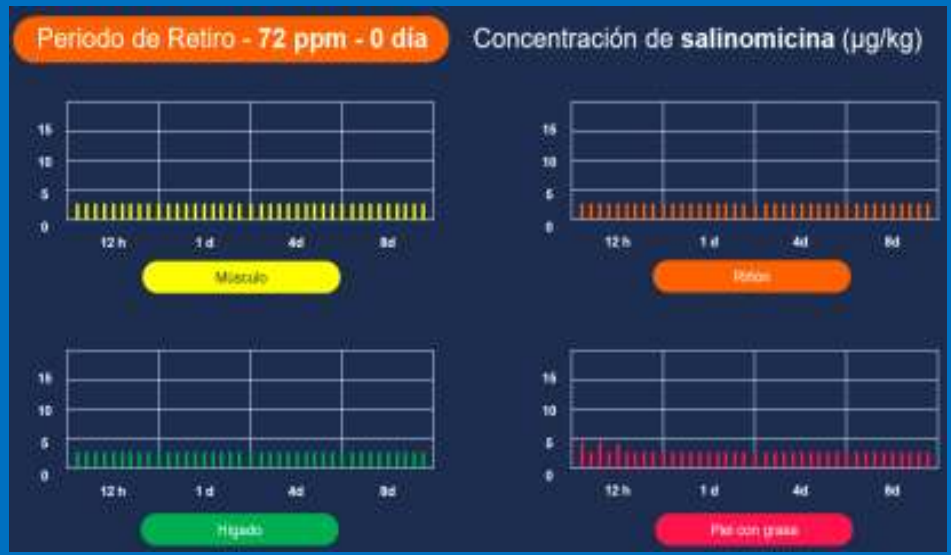 Periodo de Retiro - 72 ppm - 0 día
Concentración de salinomicina (µg/kg)
15
10
5
0
12 h 1 d 4d 8d
Músculo
15
10
5
0
12 h 1 d 4d 8d
Riñón
15
10
5
0
12 h 1 d 4d 8d
Hígado
15
10
5
0
12 h 1 d 4d 8d
Piel con grasa